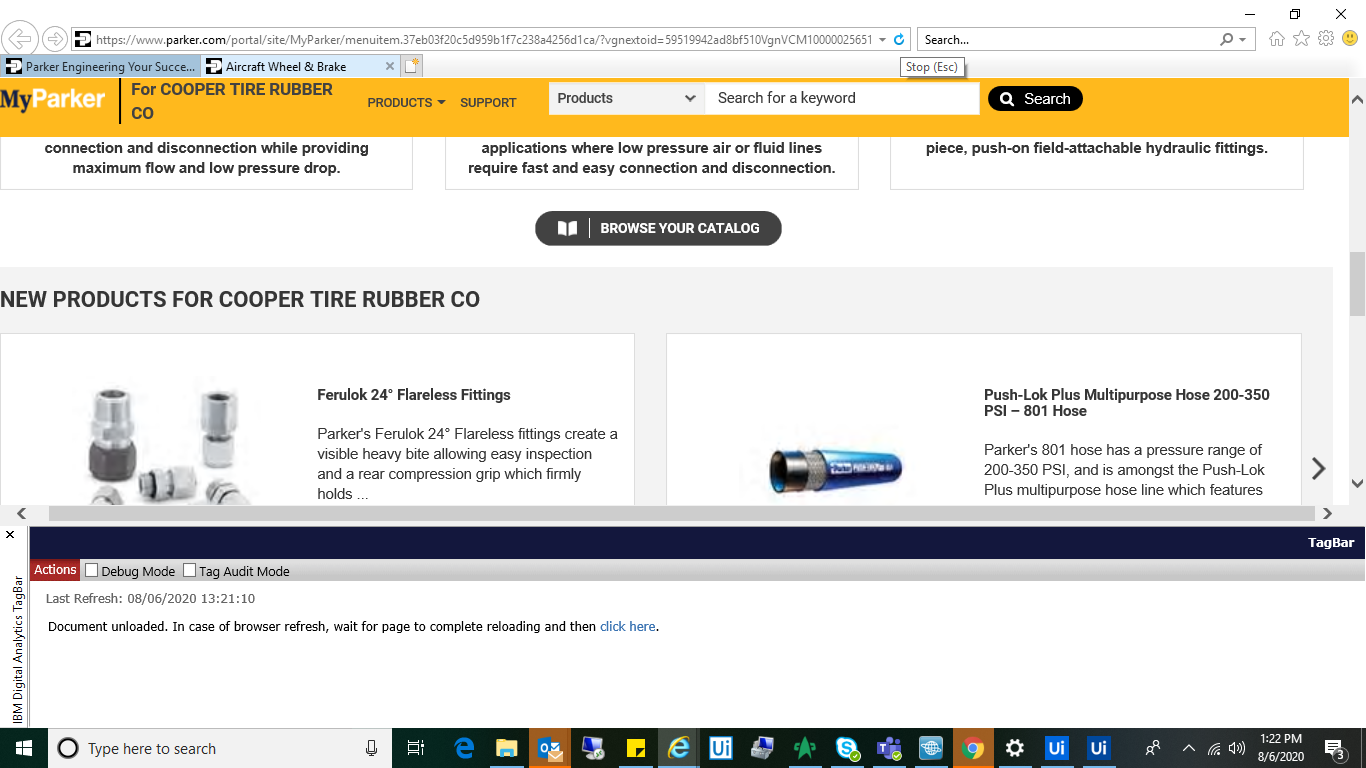 https://www.parker.com/portal/site/MyParker/menuitem.37eb03f20c5d959b1f7c238a4256d1ca/?vgnextoid=59519942ad8bf510VgnVCM10000025651
Search...
Parker Engineering Your Succe...
Aircraft Wheel & Brake
Stop (Esc)
MyParker
For COOPER TIRE RUBBER
CO
PRODUCTS
SUPPORT
Products
Search for a keyword
Search
connection and disconnection while providing
maximum flow and low pressure drop.
applications where low pressure air or fluid lines
require fast and easy connection and disconnection.
piece, push-on field-attachable hydraulic fittings.
BROWSE YOUR CATALOG
NEW PRODUCTS FOR COOPER TIRE RUBBER CO
Ferulok 24° Flareless Fittings
Parker's Ferulok 24° Flareless fittings create a
visible heavy bite allowing easy inspection
and a rear compression grip which firmly
holds ...
Parker
Push-Lok Plus Multipurpose Hose 200-350
PSI – 801 Hose
Parker's 801 hose has a pressure range of
200-350 PSI, and is amongst the Push-Lok
Plus multipurpose hose line which features
IBM Digital Analytics TagBar
TagBar
Actions
Debug Mode
Tag Audit Mode
Last Refresh: 08/06/2020 13:21:10
Document unloaded. In case of browser refresh, wait for page to complete reloading and then click here.
Type here to search
Ui
Ui
Ui
1:22 PM
8/6/2020
3